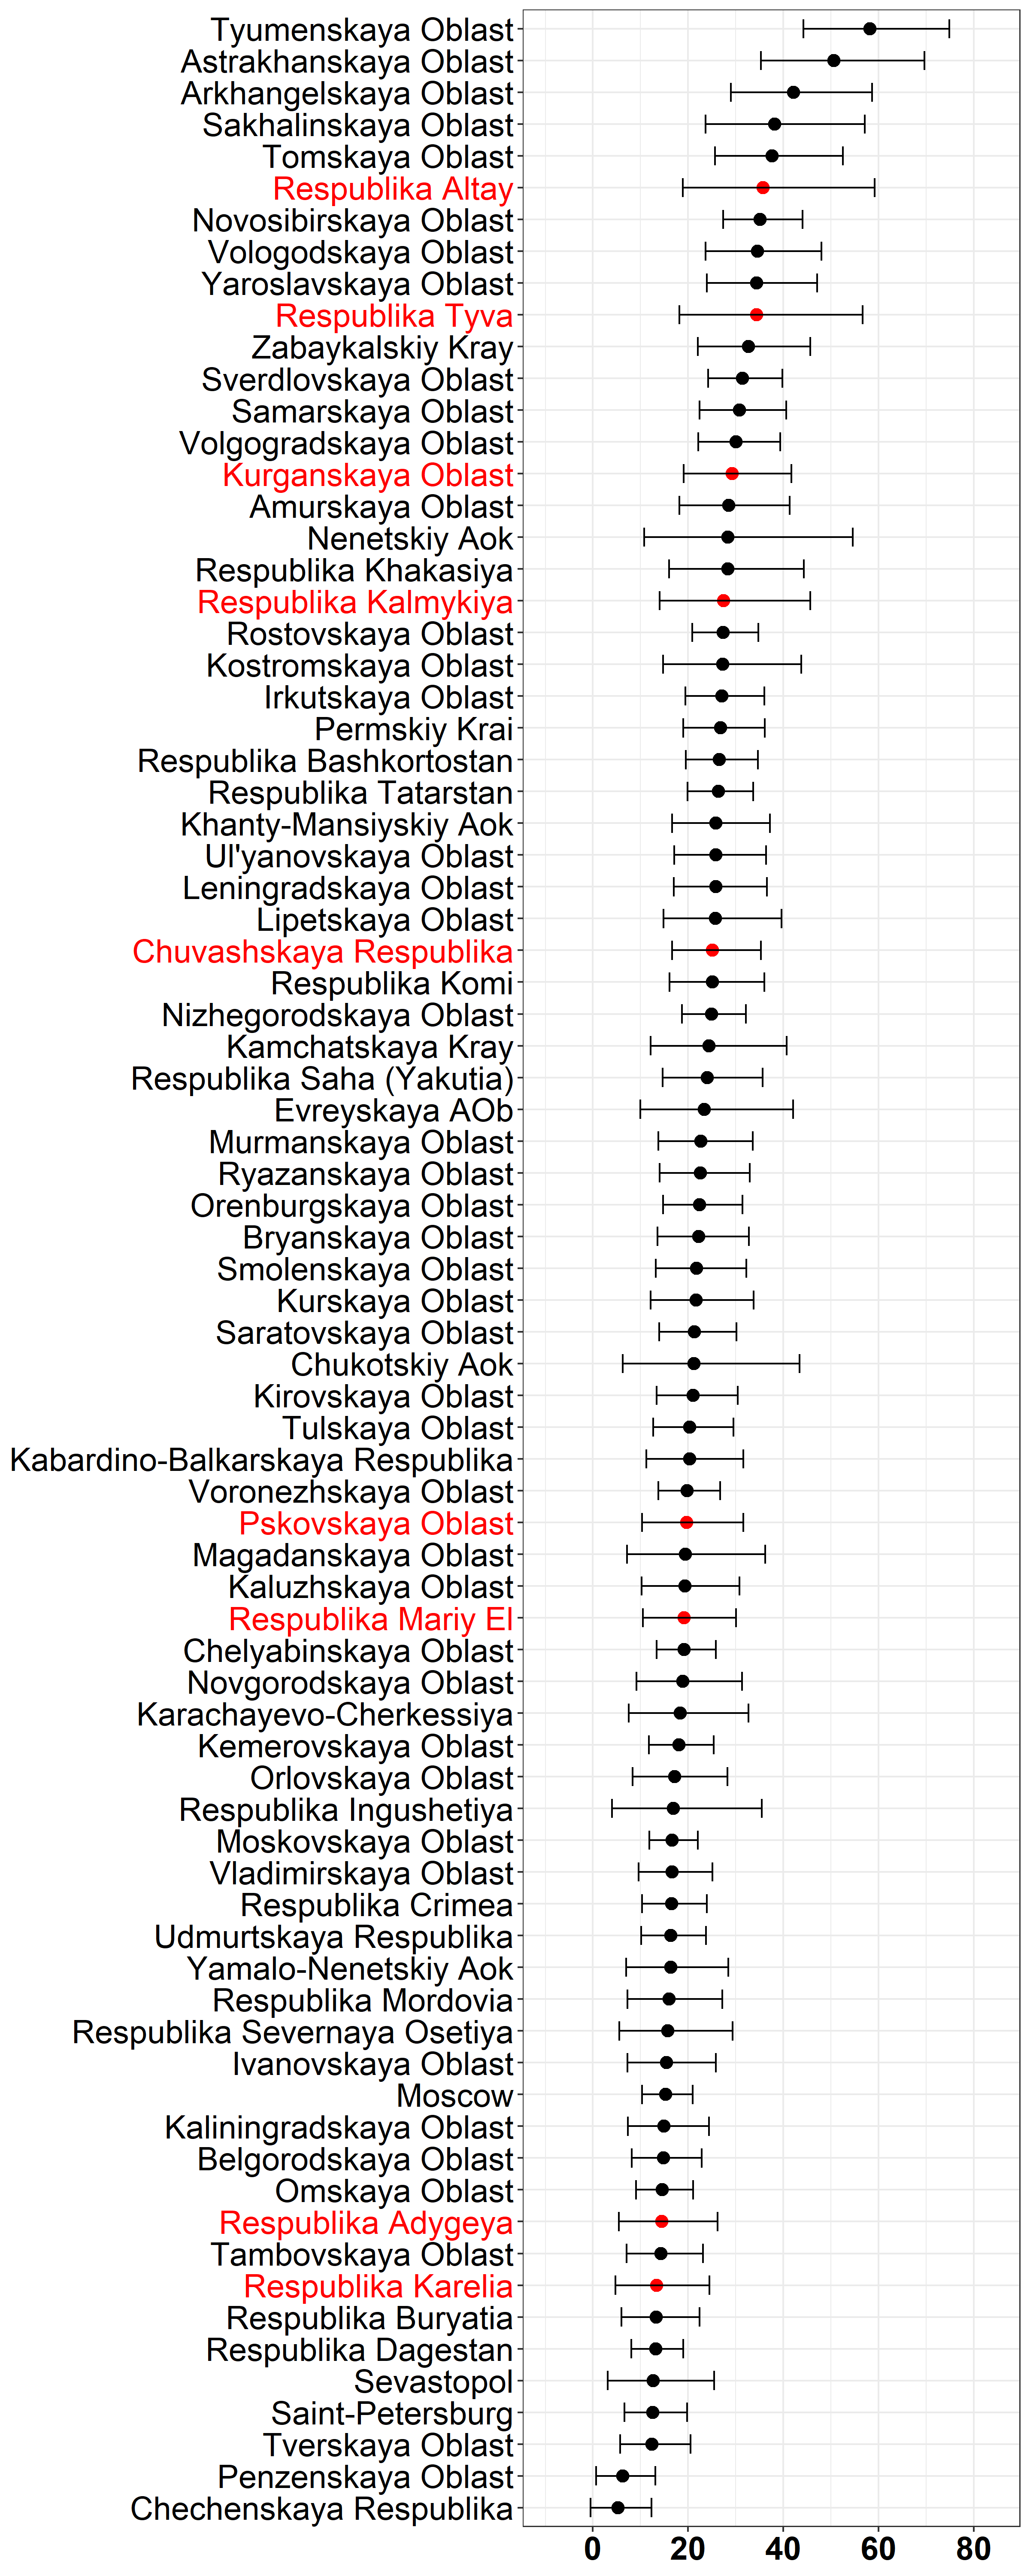 Tyumenskaya Oblast
Astrakhanskaya Oblast
Arkhangelskaya Oblast
Sakhalinskaya Oblast
Tomskaya Oblast
Respublika Altay
Novosibirskaya Oblast
Vologodskaya Oblast
Yaroslavskaya Oblast
Respublika Tyva
Zabaykalskiy Kray
Sverdlovskaya Oblast
Samarskaya Oblast
Volgogradskaya Oblast
Kurganskaya Oblast
Amurskaya Oblast
Nenetskiy Aok
Respublika Khakasiya
Respublika Kalmykiya
Rostovskaya Oblast
Kostromskaya Oblast
Irkutskaya Oblast
Permskiy Krai
Respublika Bashkortostan
Respublika Tatarstan
Khanty-Mansiyskiy Aok
Ul'yanovskaya Oblast
Leningradskaya Oblast
Lipetskaya Oblast
Chuvashskaya Respublika
Respublika Komi
Nizhegorodskaya Oblast
Kamchatskaya Kray
Respublika Saha (Yakutia)
Evreyskaya AOb
Murmanskaya Oblast
Ryazanskaya Oblast
Orenburgskaya Oblast
Bryanskaya Oblast
Smolenskaya Oblast
Kurskaya Oblast
Saratovskaya Oblast
Chukotskiy Aok
Kirovskaya Oblast
Tulskaya Oblast
Kabardino-Balkarskaya Respublika
Voronezhskaya Oblast
Pskovskaya Oblast
Magadanskaya Oblast
Kaluzhskaya Oblast
Respublika Mariy El
Chelyabinskaya Oblast
Novgorodskaya Oblast
Karachayevo-Cherkessiya
Kemerovskaya Oblast
Orlovskaya Oblast
Respublika Ingushetiya
Moskovskaya Oblast
Vladimirskaya Oblast
Respublika Crimea
Udmurtskaya Respublika
Yamalo-Nenetskiy Aok
Respublika Mordovia
Respublika Severnaya Osetiya
Ivanovskaya Oblast
Moscow
Kaliningradskaya Oblast
Belgorodskaya Oblast
Omskaya Oblast
Respublika Adygeya
Tambovskaya Oblast
Respublika Karelia
Respublika Buryatia
Respublika Dagestan
Sevastopol
Saint-Petersburg
Tverskaya Oblast
Penzenskaya Oblast
Chechenskaya Respublika
0 20 40 60 80